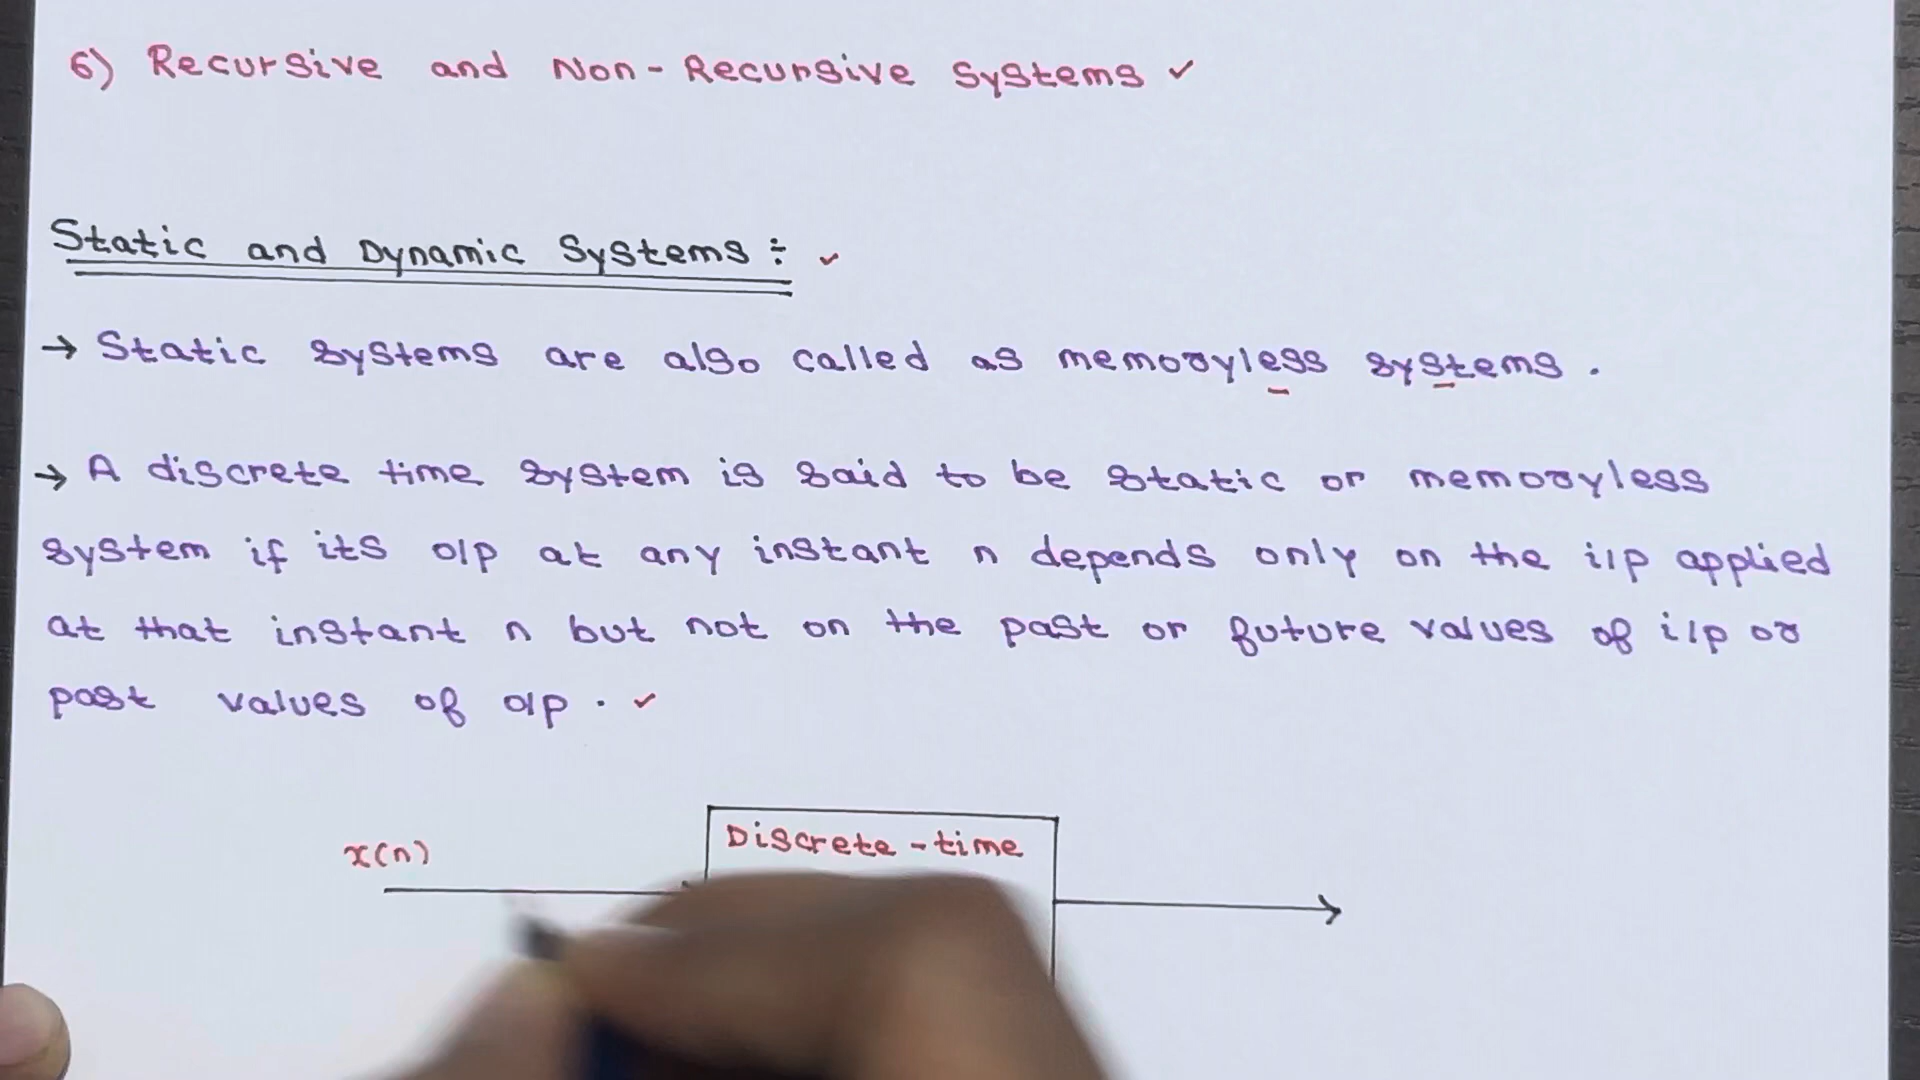 6) Recursive and Non-Recursive Systems ✓
Static and Dynamic Systems ÷ ✓
→ Static systems are also called as memoryless systems.
→ A discrete time system is said to be static or memoryless
system if its o/p at any instant n depends only on the i/p applied
at that instant n but not on the past or future values of i/p or
past values of o/p. ✓
x(n)
Discrete-time